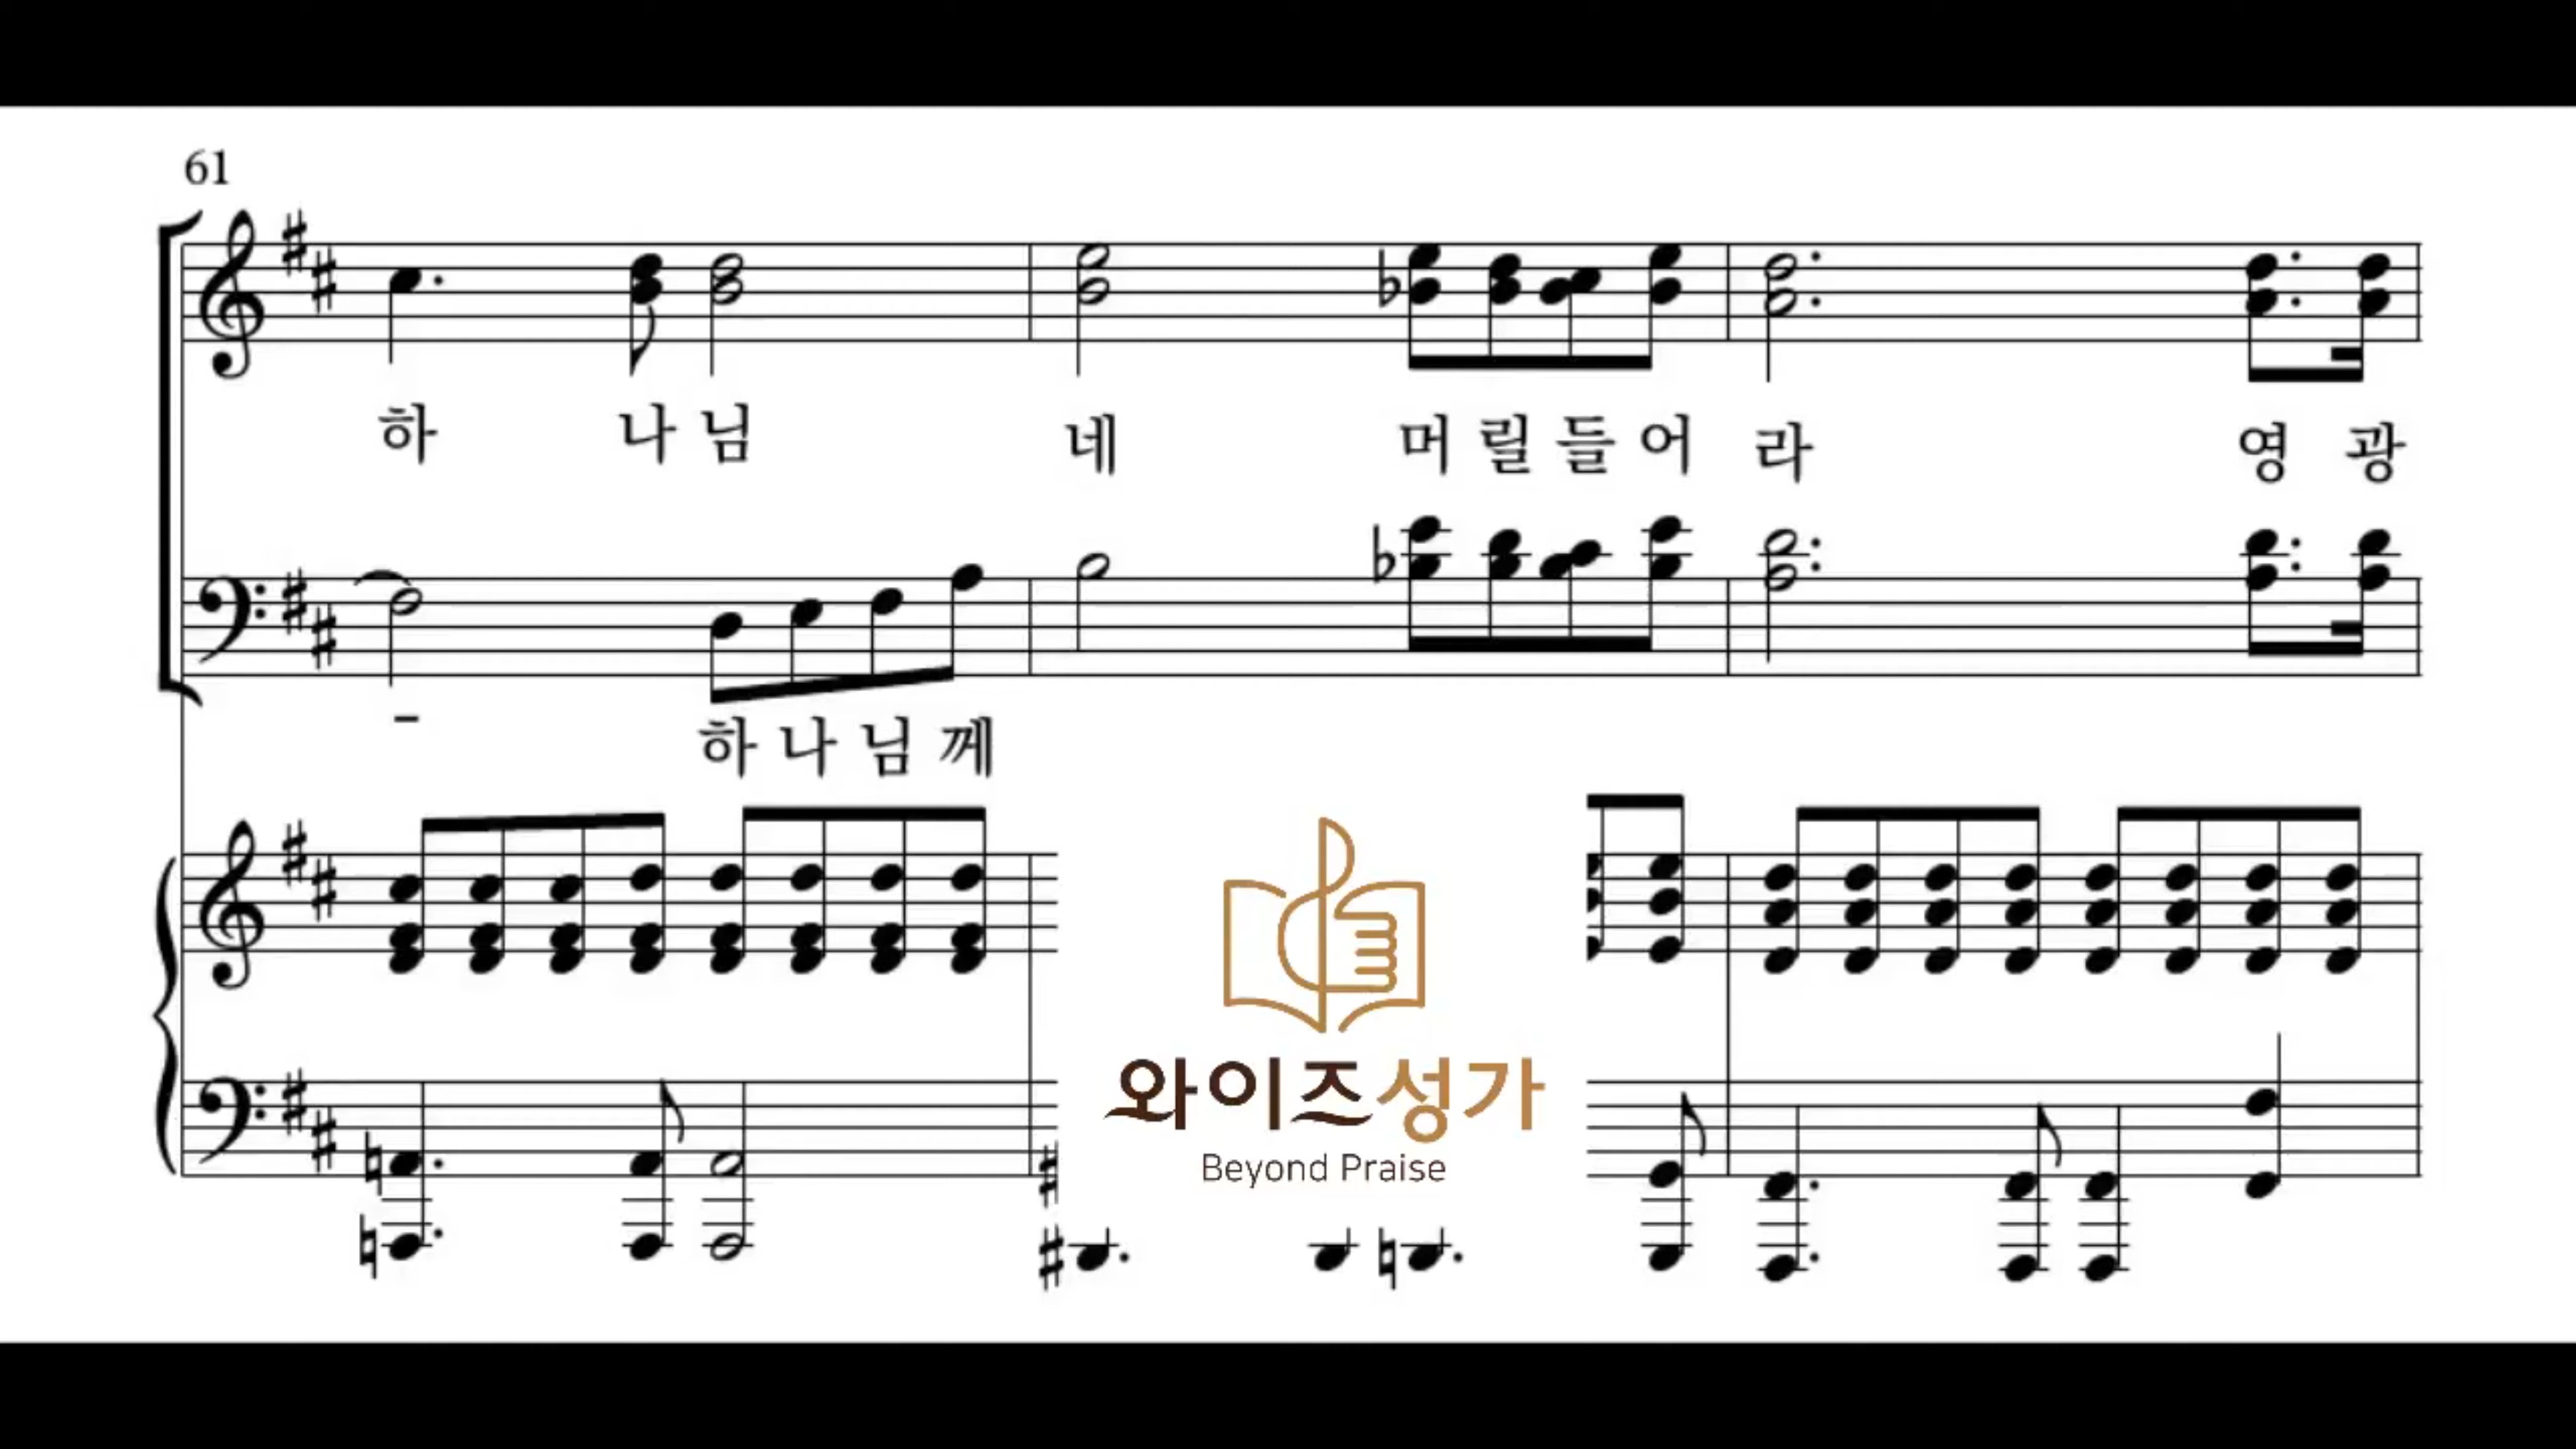 61
하 나 님 네 머 릴 들 어 라 영 광
- 하 나 님 께
와이즈성가
Beyond Praise